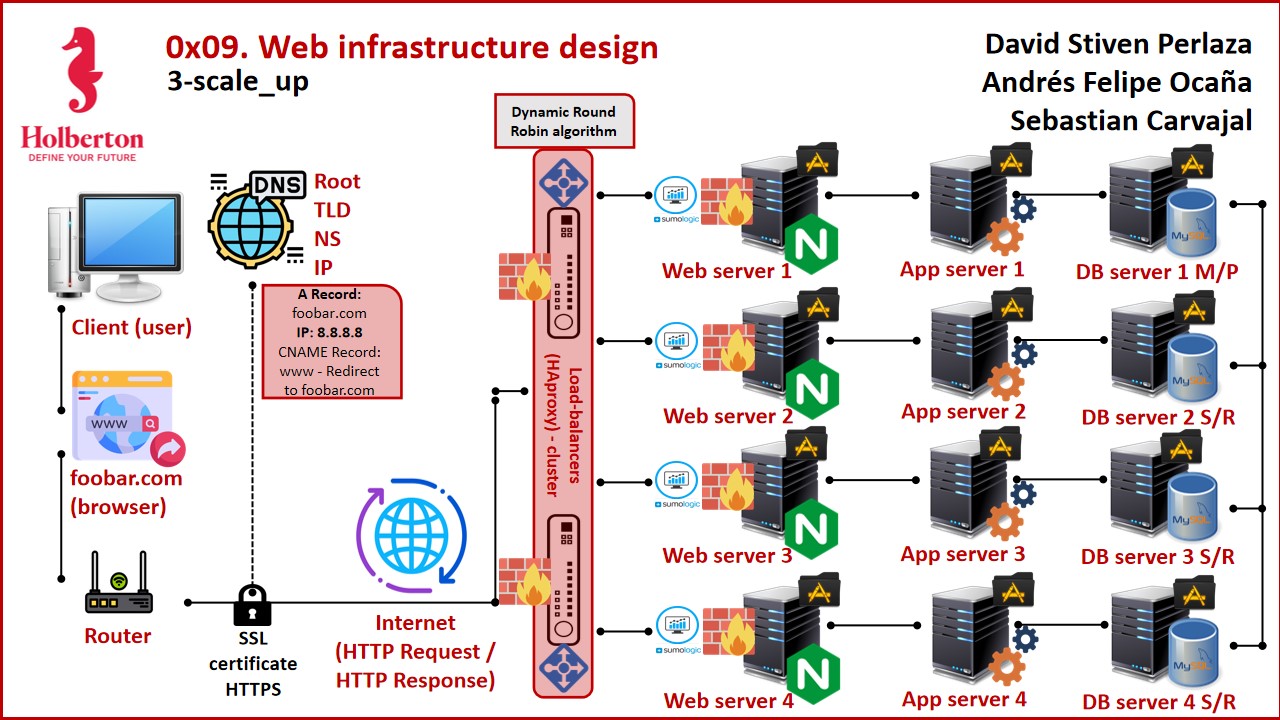 0x09. Web infrastructure design
3-scale_up
David Stiven Perlaza
Andrés Felipe Ocaña
Sebastian Carvajal
Holberton
DEFINE YOUR FUTURE
Dynamic Round
Robin algorithm
DNS
Root
TLD
NS
IP
A Record:
foobar.com
IP: 8.8.8.8
CNAME Record:
www - Redirect
to foobar.com
Client (user)
WWW
foobar.com
(browser)
Router
SSL
certificate
HTTPS
Internet
(HTTP Request /
HTTP Response)
Load-balancers
(HAproxy) - cluster
sumologic
N
Web server 1
App server 1
MySQL
DB server 1 M/P
sumologic
N
Web server 2
App server 2
MySQL
DB server 2 S/R
sumologic
N
Web server 3
App server 3
MySQL
DB server 3 S/R
sumologic
N
Web server 4
App server 4
MySQL
DB server 4 S/R